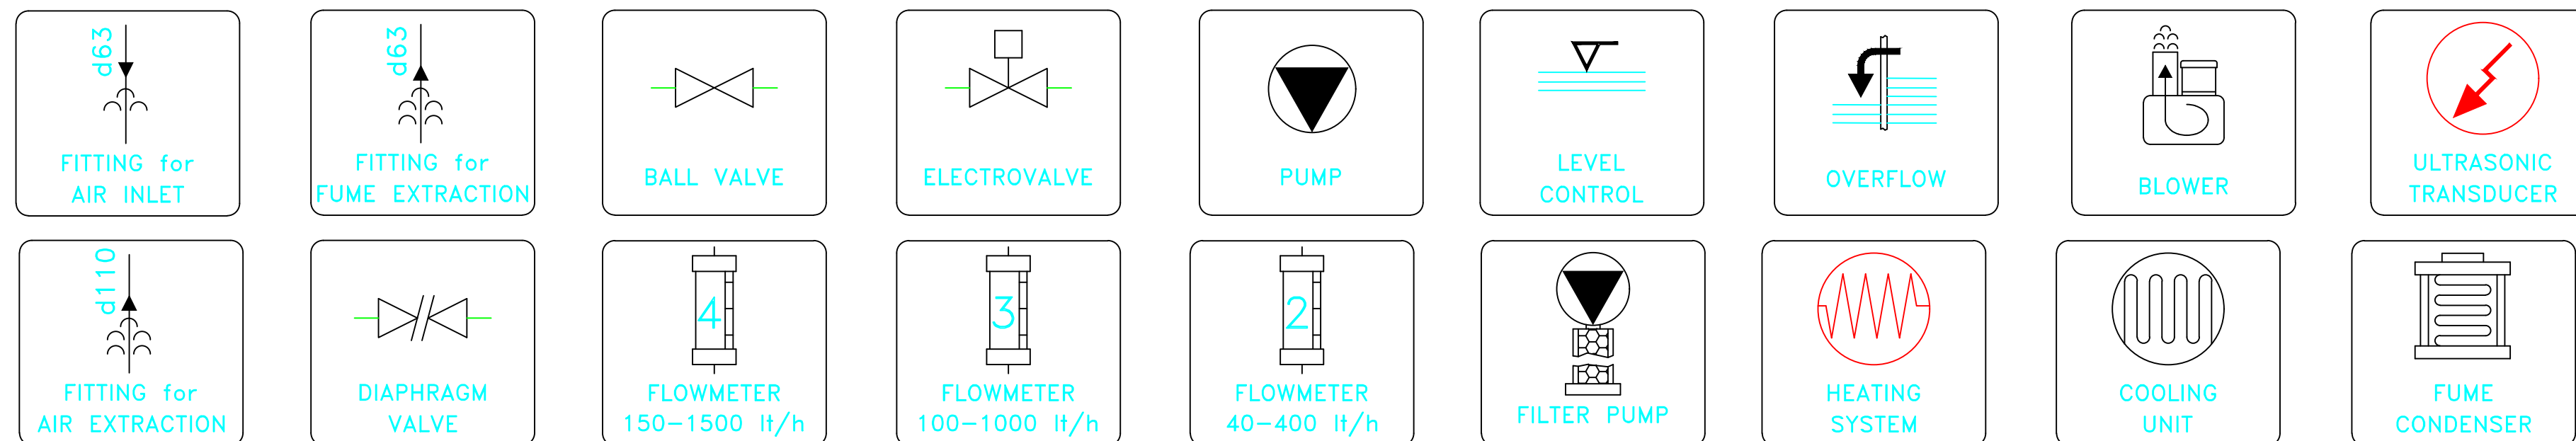 d63
FITTING for
AIR INLET
d63
FITTING for
FUME EXTRACTION
BALL VALVE
ELECTROVALVE
PUMP
LEVEL
CONTROL
OVERFLOW
BLOWER
ULTRASONIC
TRANSDUCER
d110
FITTING for
AIR EXTRACTION
DIAPHRAGM
VALVE
4
FLOWMETER
150-1500 lt/h
3
FLOWMETER
100-1000 lt/h
2
FLOWMETER
40-400 lt/h
FILTER PUMP
HEATING
SYSTEM
COOLING
UNIT
FUME
CONDENSER